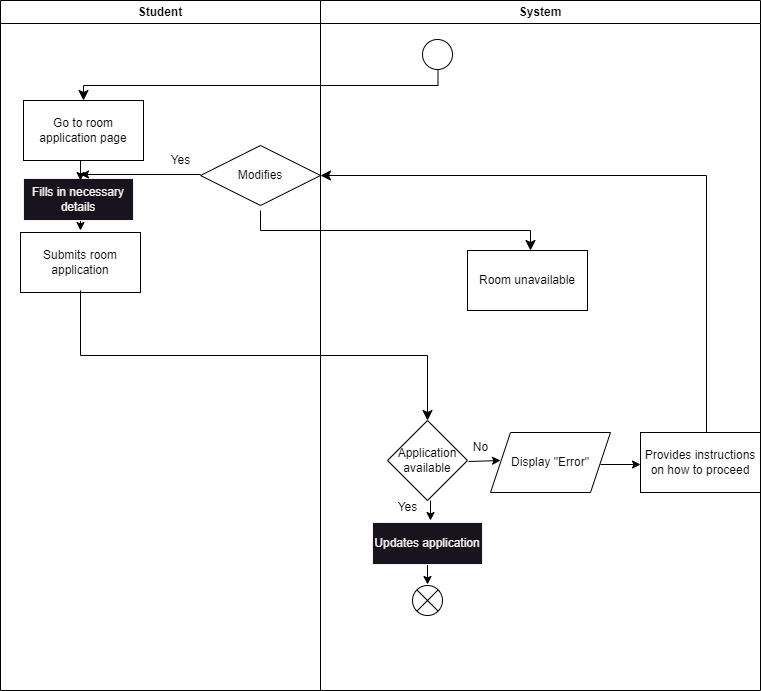 Student
System
Go to room
application page
Yes
Modifies
Fills in necessary
details
Submits room
application
Room unavailable
Application
available
No
Display "Error"
Provides instructions
on how to proceed
Yes
Updates application